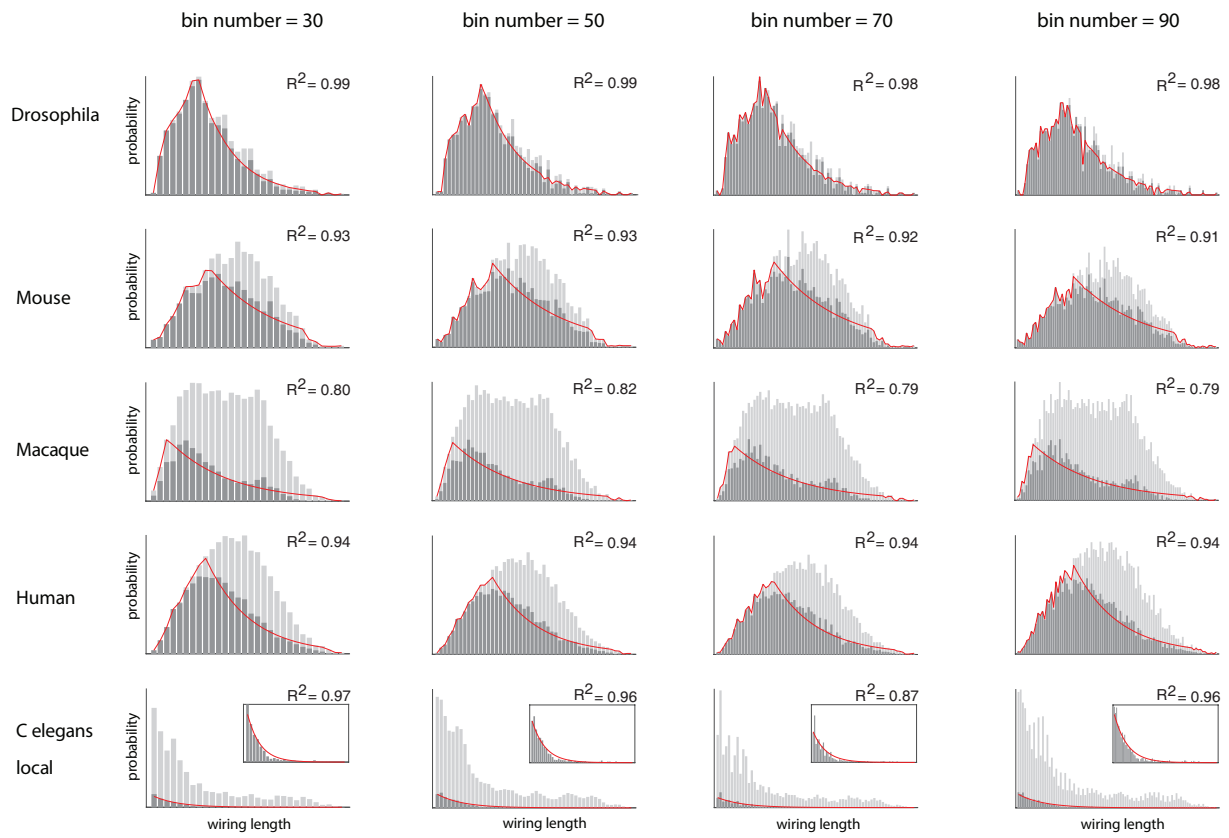 bin number = 30 bin number = 50 bin number = 70 bin number = 90
Drosophila
probability
R2= 0.99 R2= 0.99 R2= 0.98 R2= 0.98
Mouse
probability
R2= 0.93 R2= 0.93 R2= 0.92 R2= 0.91
Macaque
probability
R2= 0.80 R2= 0.82 R2= 0.79 R2= 0.79
Human
probability
R2= 0.94 R2= 0.94 R2= 0.94 R2= 0.94
C elegans
local
probability
R2= 0.97 R2= 0.96 R2= 0.87 R2= 0.96
wiring length wiring length wiring length wiring length